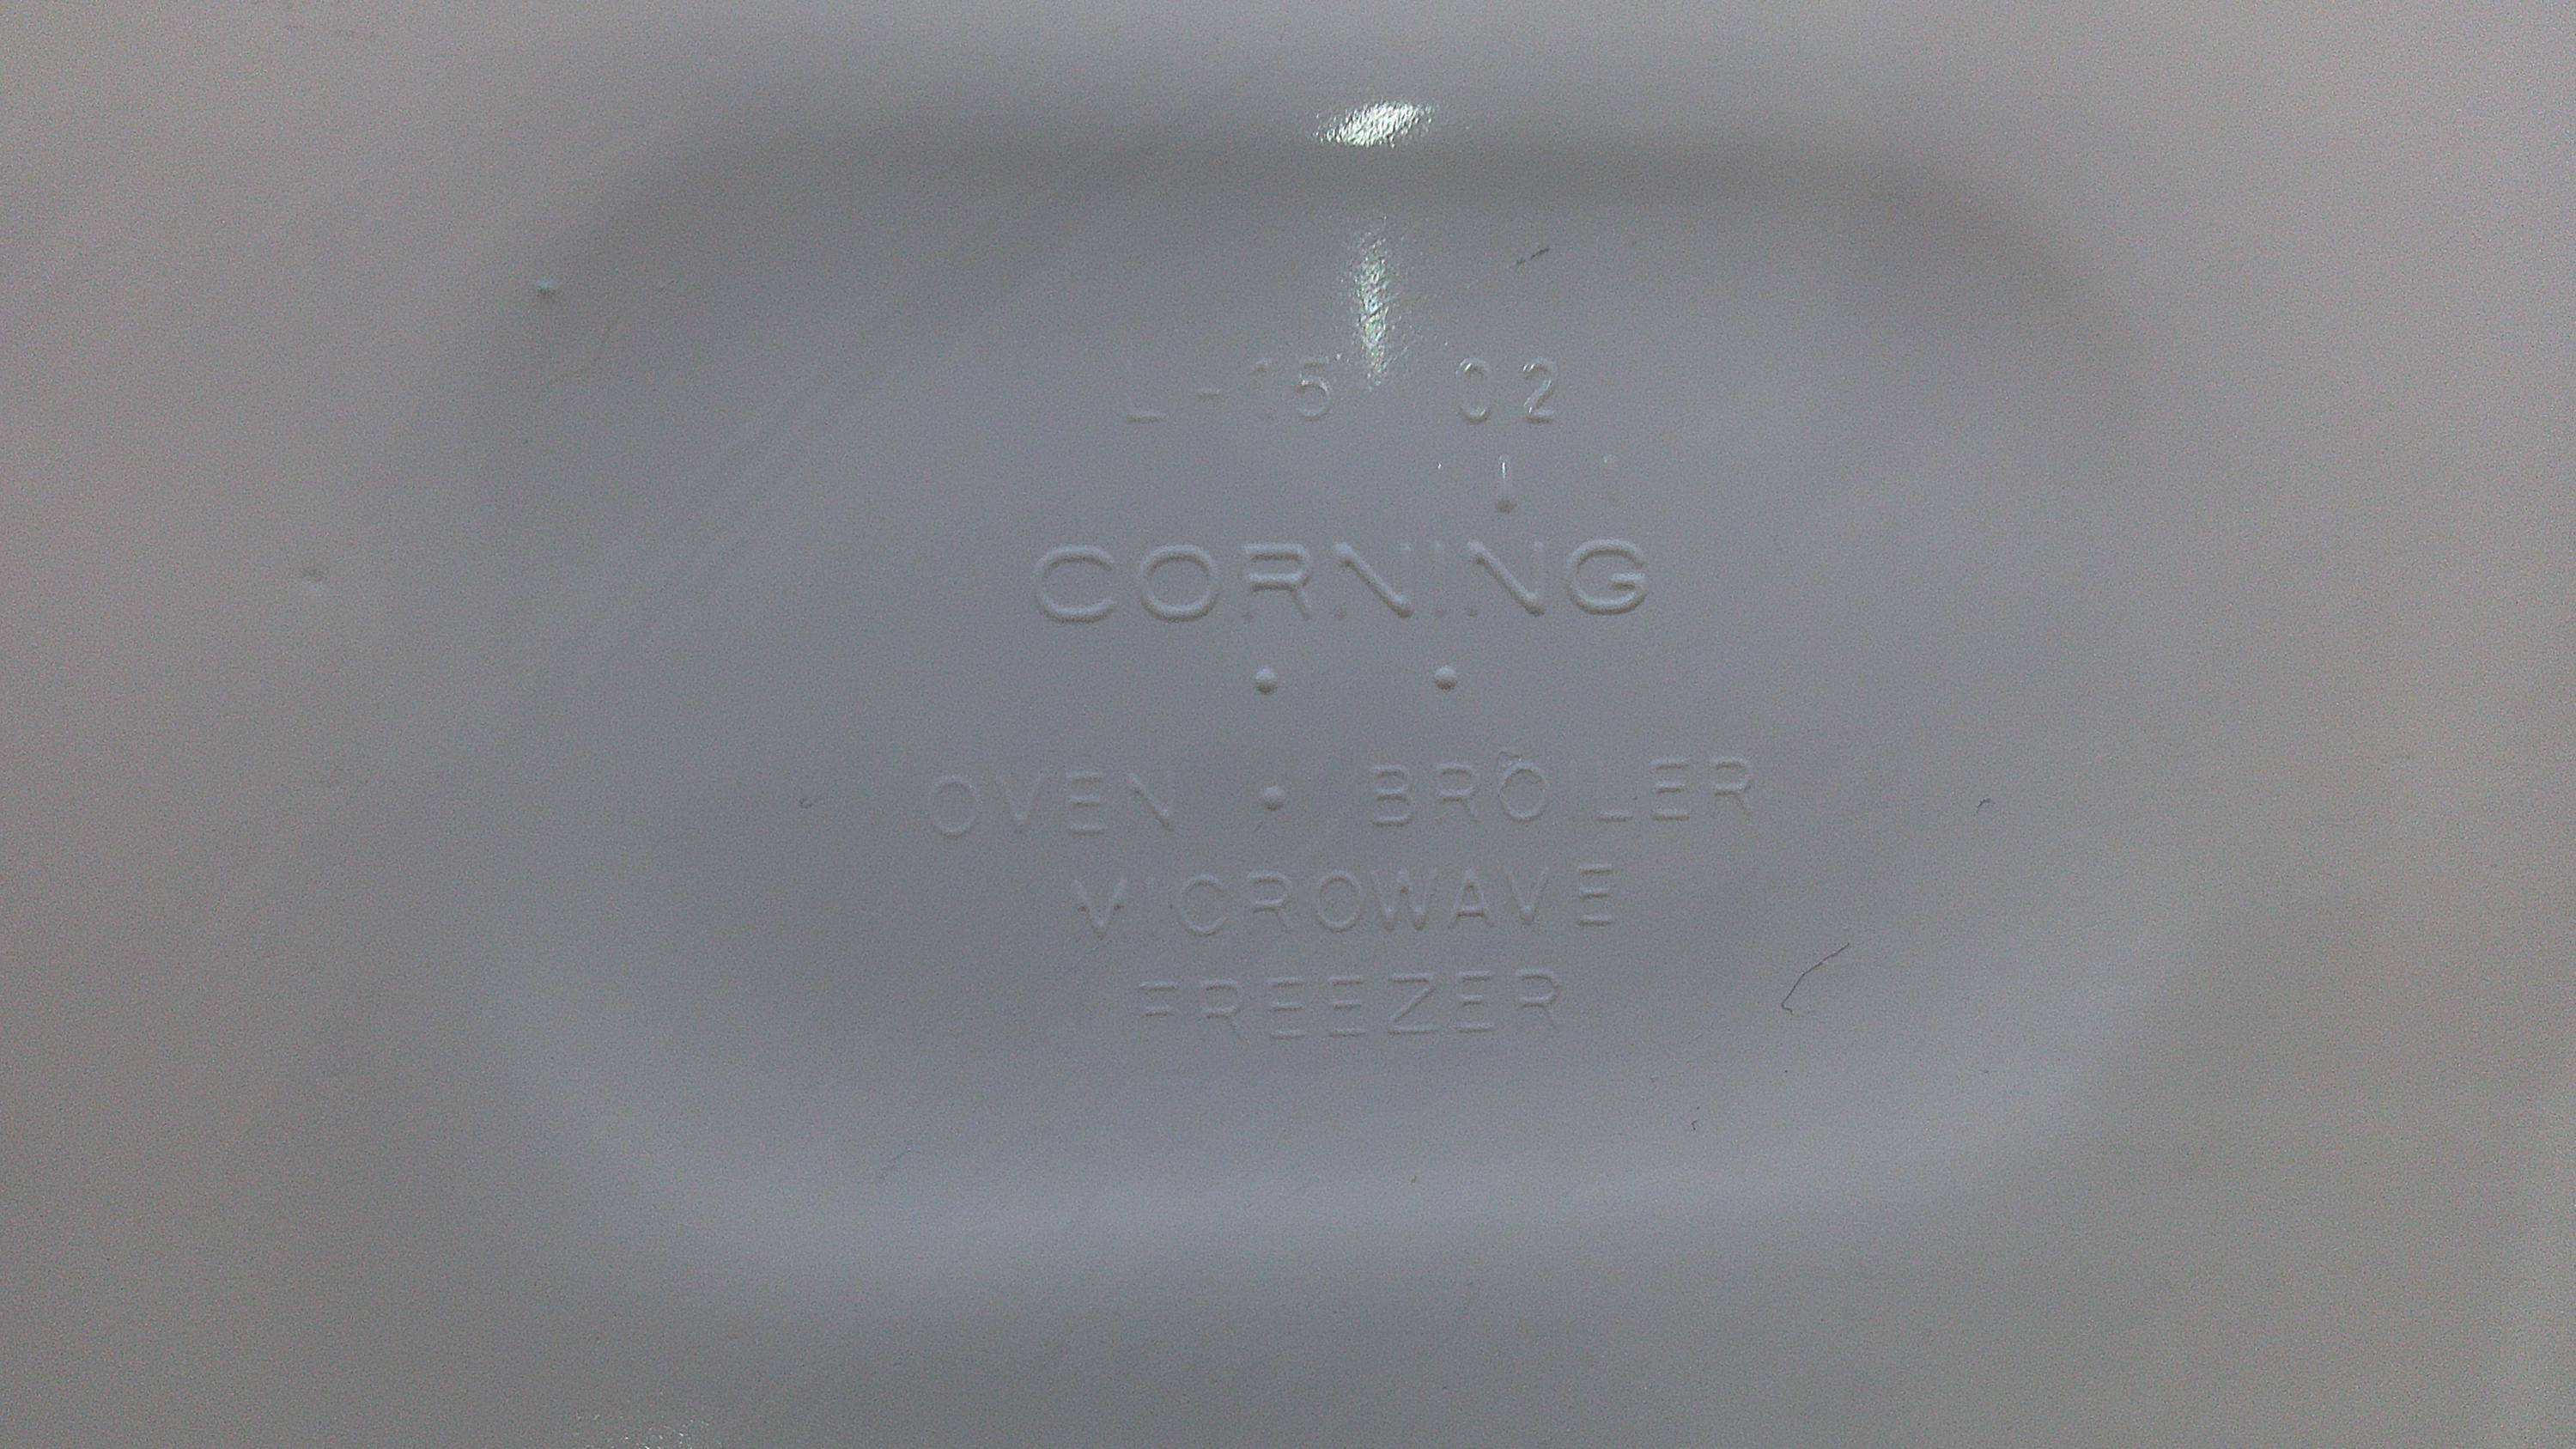 L-15 02
CORNING
OVEN • BROILER
MICROWAVE
FREEZER